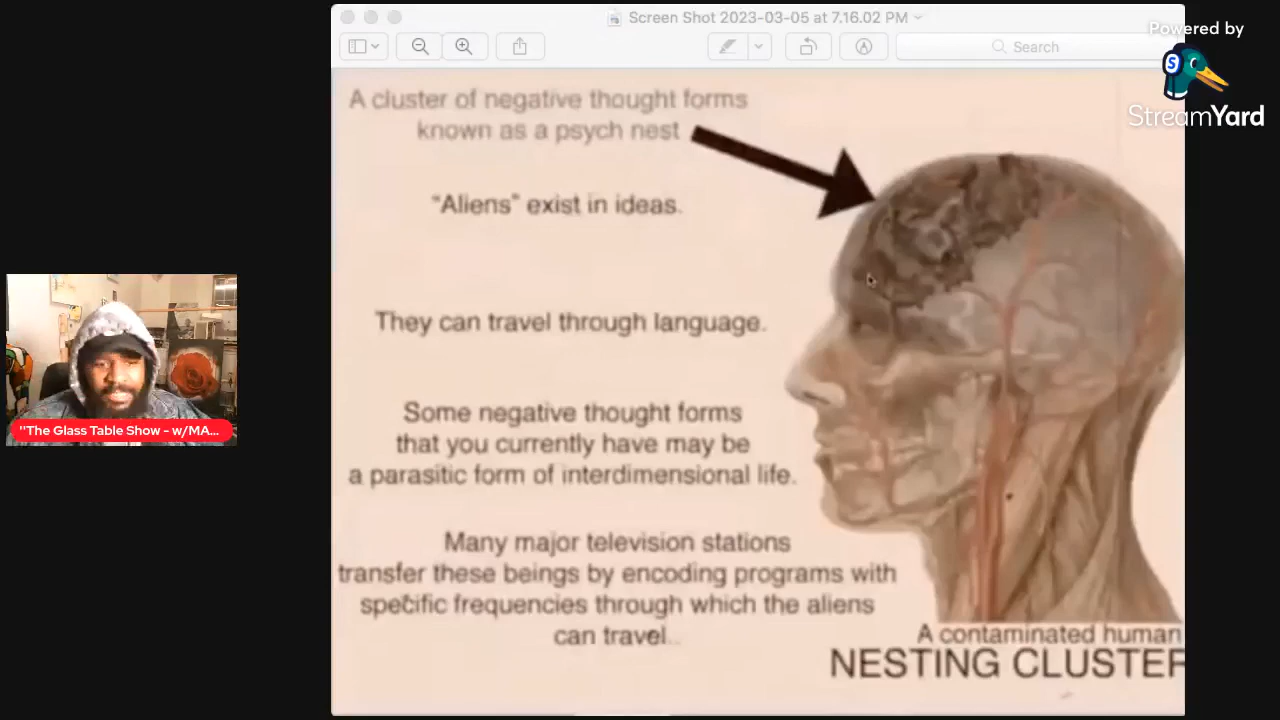 Screen Shot 2023-03-05 at 7.16.02 PM
Search
Powered by
S
StreamYard
A cluster of negative thought forms
known as a psych nest
"Aliens" exist in ideas.
They can travel through language.
Some negative thought forms
that you currently have may be
a parasitic form of interdimensional life.
Many major television stations
transfer these beings by encoding programs with
specific frequencies through which the aliens
can travel..
A contaminated human
NESTING CLUSTER
"The Glass Table Show - w/MA...